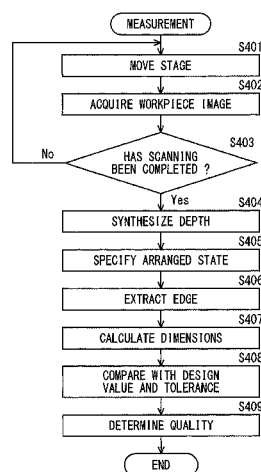 MEASUREMENT
S401
MOVE STAGE
S402
ACQUIRE WORKPIECE IMAGE
S403
HAS SCANNING
BEEN COMPLETED ?
No
Yes
S404
SYNTHESIZE DEPTH
S405
SPECIFY ARRANGED STATE
S406
EXTRACT EDGE
S407
CALCULATE DIMENSIONS
S408
COMPARE WITH DESIGN
VALUE AND TOLERANCE
S409
DETERMINE QUALITY
END